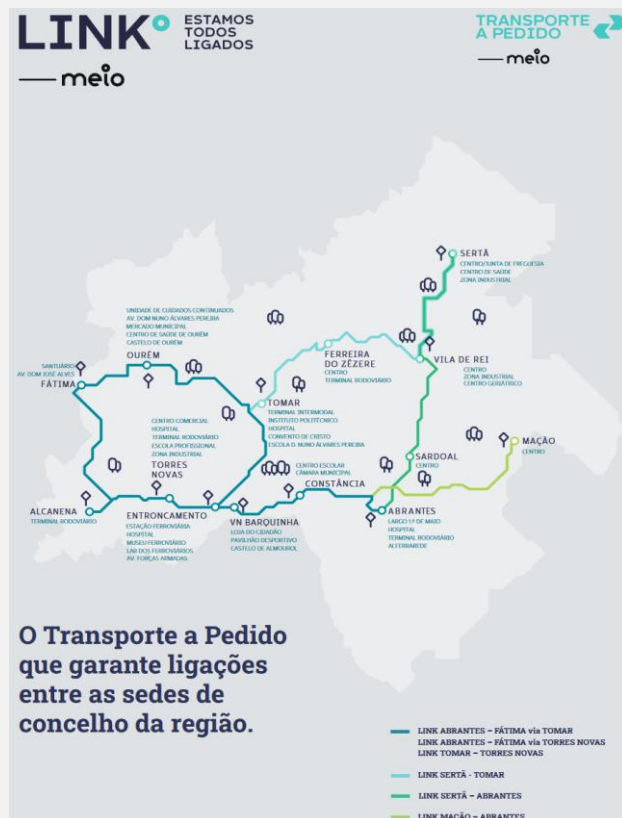 LINK
ESTAMOS
TODOS
LIGADOS
meio
TRANSPORTE
A PEDIDO
meio
SERTÃ
CENTRO/JUNTA DE FREGUESIA
CENTRO DE SAÚDE
ZONA INDUSTRIAL
UNIDADE DE CUIDADOS CONTINUADOS
AV. DOM NUNO ÁLVARES PEREIRA
MERCADO MUNICIPAL
CENTRO DE SAÚDE DE OURÉM
CASTELO DE OURÉM
OURÉM
SANTUÁRIO
AV. DOM JOSÉ ALVES
FÁTIMA
FERREIRA
DO ZÊZERE
CENTRO
TERMINAL RODOVIÁRIO
VILA DE REI
CENTRO
ZONA INDUSTRIAL
CENTRO GERIÁTRICO
TOMAR
TERMINAL INTERMODAL
INSTITUTO POLITÉCNICO
HOSPITAL
CONVENTO DE CRISTO
ESCOLA D. NUNO ÁLVARES PEREIRA
CENTRO COMERCIAL
HOSPITAL
TERMINAL RODOVIÁRIO
ESCOLA PROFISSIONAL
ZONA INDUSTRIAL
TORRES
NOVAS
MAÇÃO
CENTRO
SARDOAL
CENTRO
CENTRO ESCOLAR
CÂMARA MUNICIPAL
CONSTÂNCIA
ALCANENA
TERMINAL RODOVIÁRIO
ENTRONCAMENTO
ESTAÇÃO FERROVIÁRIA
HOSPITAL
MUSEU FERROVIÁRIO
LAB DOS FERROVIÁRIOS
AV. FORÇAS ARMADAS
VN BARQUINHA
LOJA DO CIDADÃO
PAVILHÃO DESPORTIVO
CASTELO DE ALMOUROL
ABRANTES
LARGO 1.º DE MAIO
HOSPITAL
TERMINAL RODOVIÁRIO
ALFERRAREDE
O Transporte a Pedido
que garante ligações
entre as sedes de
concelho da região.
LINK ABRANTES – FÁTIMA via TOMAR
LINK ABRANTES – FÁTIMA via TORRES NOVAS
LINK TOMAR – TORRES NOVAS
LINK SERTÃ - TOMAR
LINK SERTÃ – ABRANTES
LINK MAÇÃO – ABRANTES